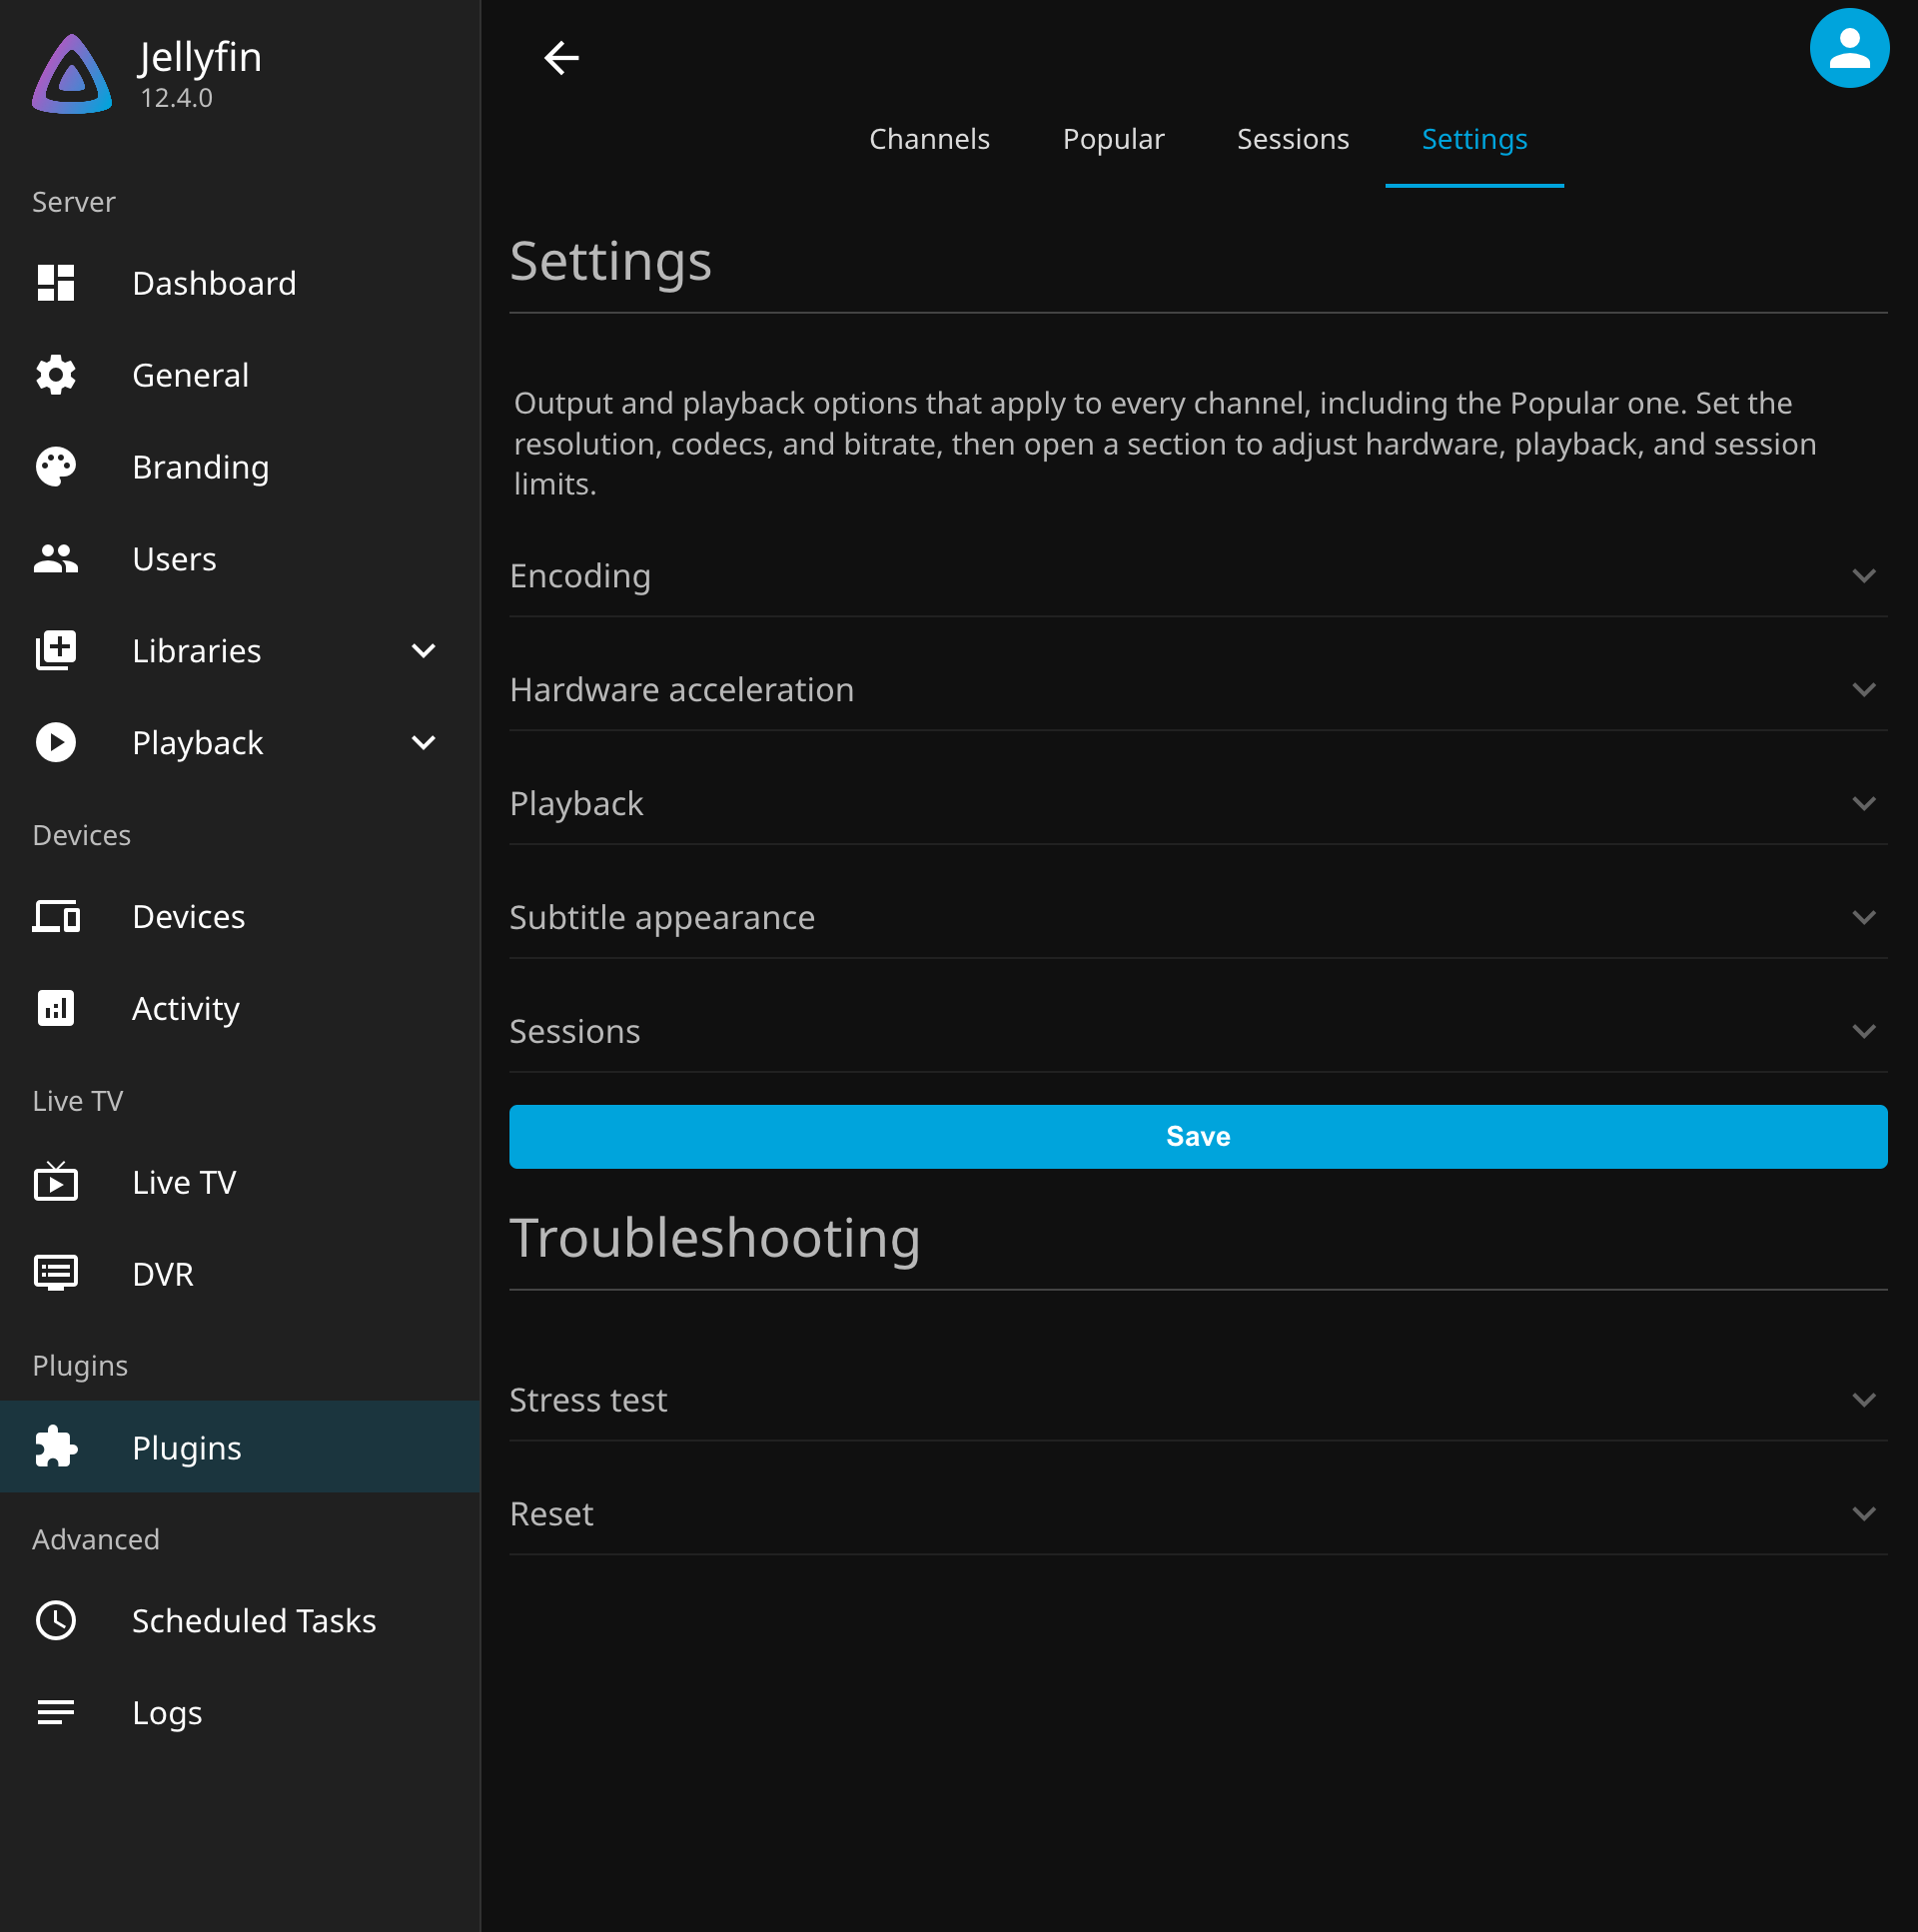 Jellyfin
12.4.0
Server
Dashboard
General
Branding
Users
Libraries
Playback
Devices
Devices
Activity
Live TV
Live TV
DVR
Plugins
Plugins
Advanced
Scheduled Tasks
Logs
Channels Popular Sessions Settings
Settings
Output and playback options that apply to every channel, including the Popular one. Set the
resolution, codecs, and bitrate, then open a section to adjust hardware, playback, and session
limits.
Encoding
Hardware acceleration
Playback
Subtitle appearance
Sessions
Save
Troubleshooting
Stress test
Reset